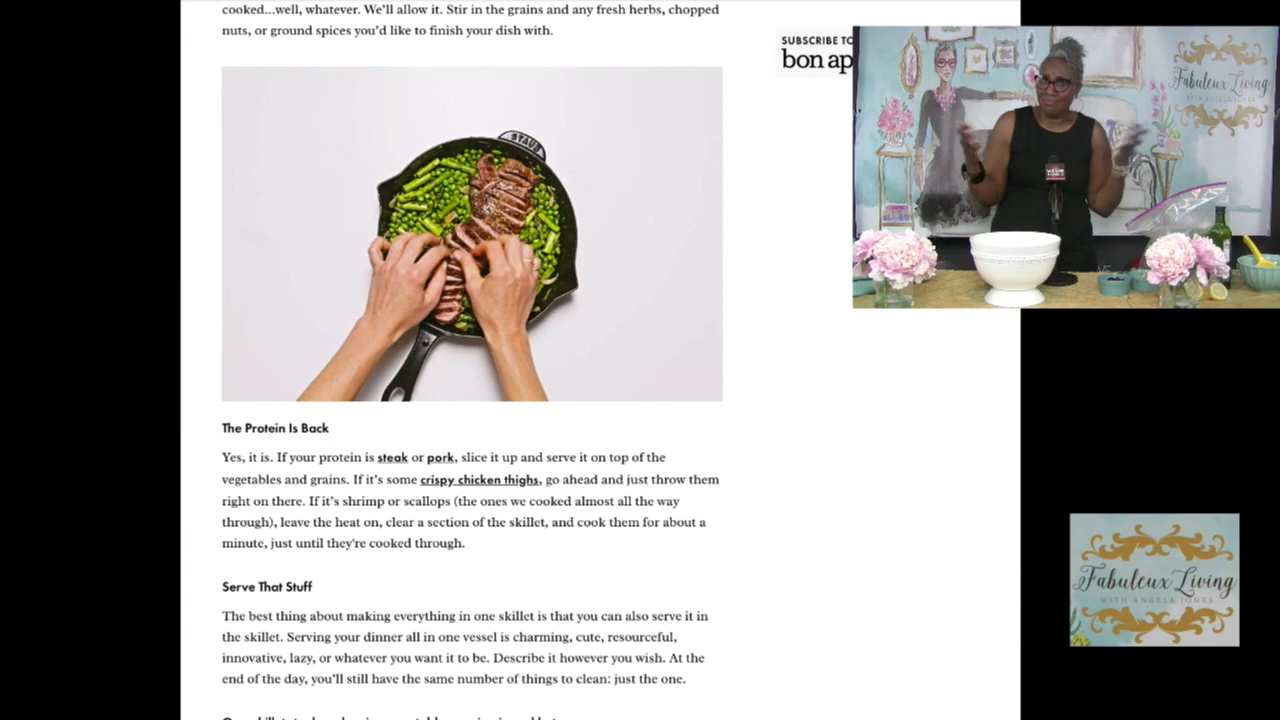 cooked...well, whatever. We'll allow it. Stir in the grains and any fresh herbs, chopped
nuts, or ground spices you'd like to finish your dish with.
SUBSCRIBE TO
bon ap
Fabuleux Living
WITH ANGELA JONES
STAUB
The Protein Is Back
Yes, it is. If your protein is steak or pork, slice it up and serve it on top of the
vegetables and grains. If it's some crispy chicken thighs, go ahead and just throw them
right on there. If it's shrimp or scallops (the ones we cooked almost all the way
through), leave the heat on, clear a section of the skillet, and cook them for about a
minute, just until they're cooked through.
Fabuleux Living
WITH ANGELA JONES
Serve That Stuff
The best thing about making everything in one skillet is that you can also serve it in
the skillet. Serving your dinner all in one vessel is charming, cute, resourceful,
innovative, lazy, or whatever you want it to be. Describe it however you wish. At the
end of the day, you'll still have the same number of things to clean: just the one.